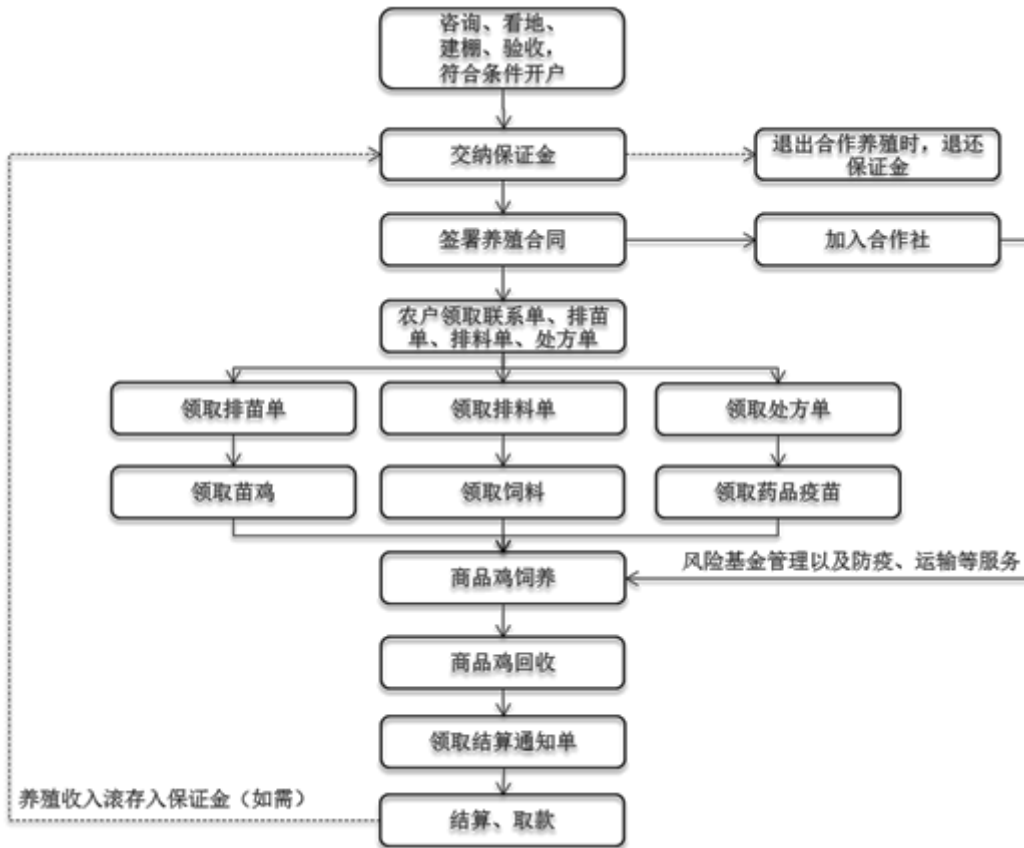 咨询、看地、
建棚、验收，
符合条件开户
交纳保证金
退出合作养殖时，退还
保证金
签署养殖合同
加入合作社
农户领取联系单、排苗
单、排料单、处方单
领取排苗单
领取排料单
领取处方单
领取苗鸡
领取饲料
领取药品疫苗
风险基金管理以及防疫、运输等服务
商品鸡饲养
商品鸡回收
领取结算通知单
养殖收入滚存入保证金（如需）
结算、取款